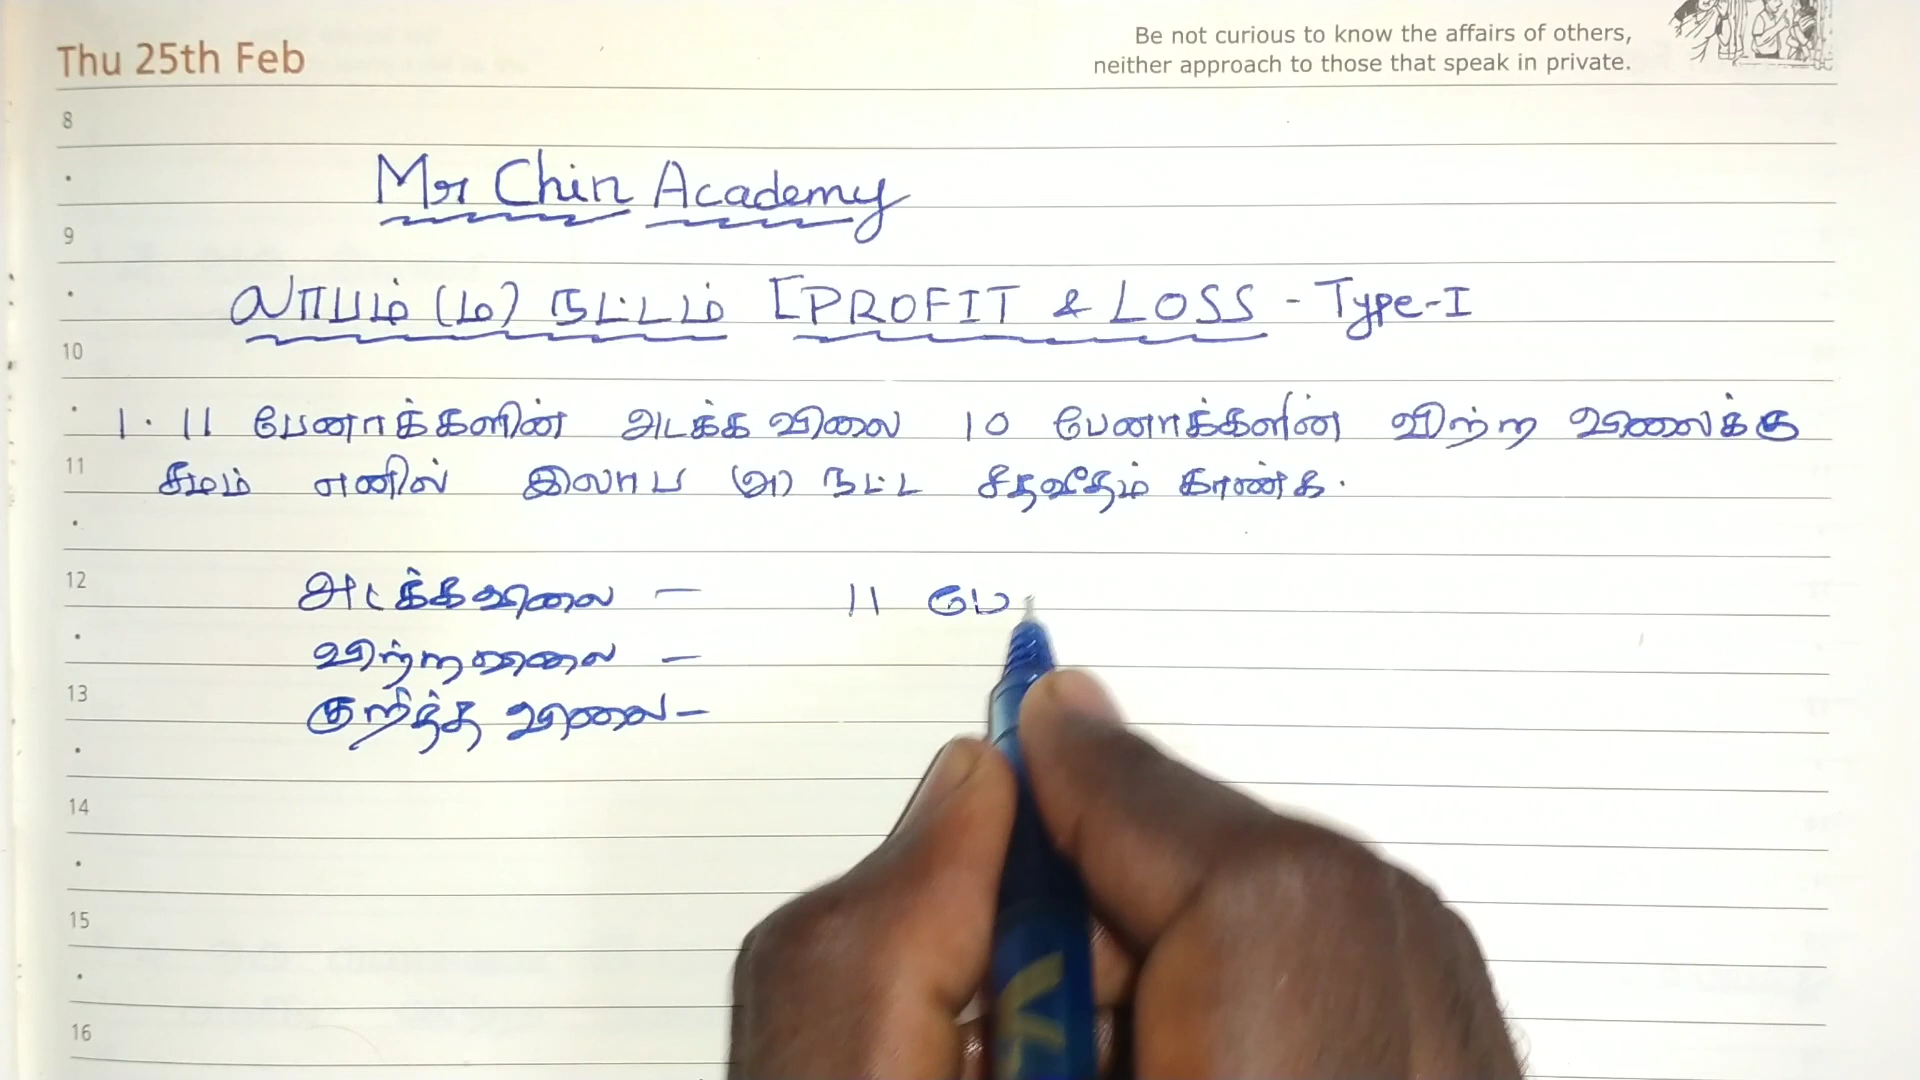 Thu 25th Feb
Be not curious to know the affairs of others,
neither approach to those that speak in private.
8
9
10
11
12
13
14
15
16
Mr Chin Academy
லாபம் (ம) நட்டம் [PROFIT & LOSS - Type-I
1. 11 பேனாக்களின் அடக்க விலை 10 பேனாக்களின் விற்ற விலைக்கு
சமம் எனில் இலாப (அ) நட்ட சதவீதம் காண்க.
அடக்கவிலை — 11 பே
விற்றவிலை —
குறித்த விலை —